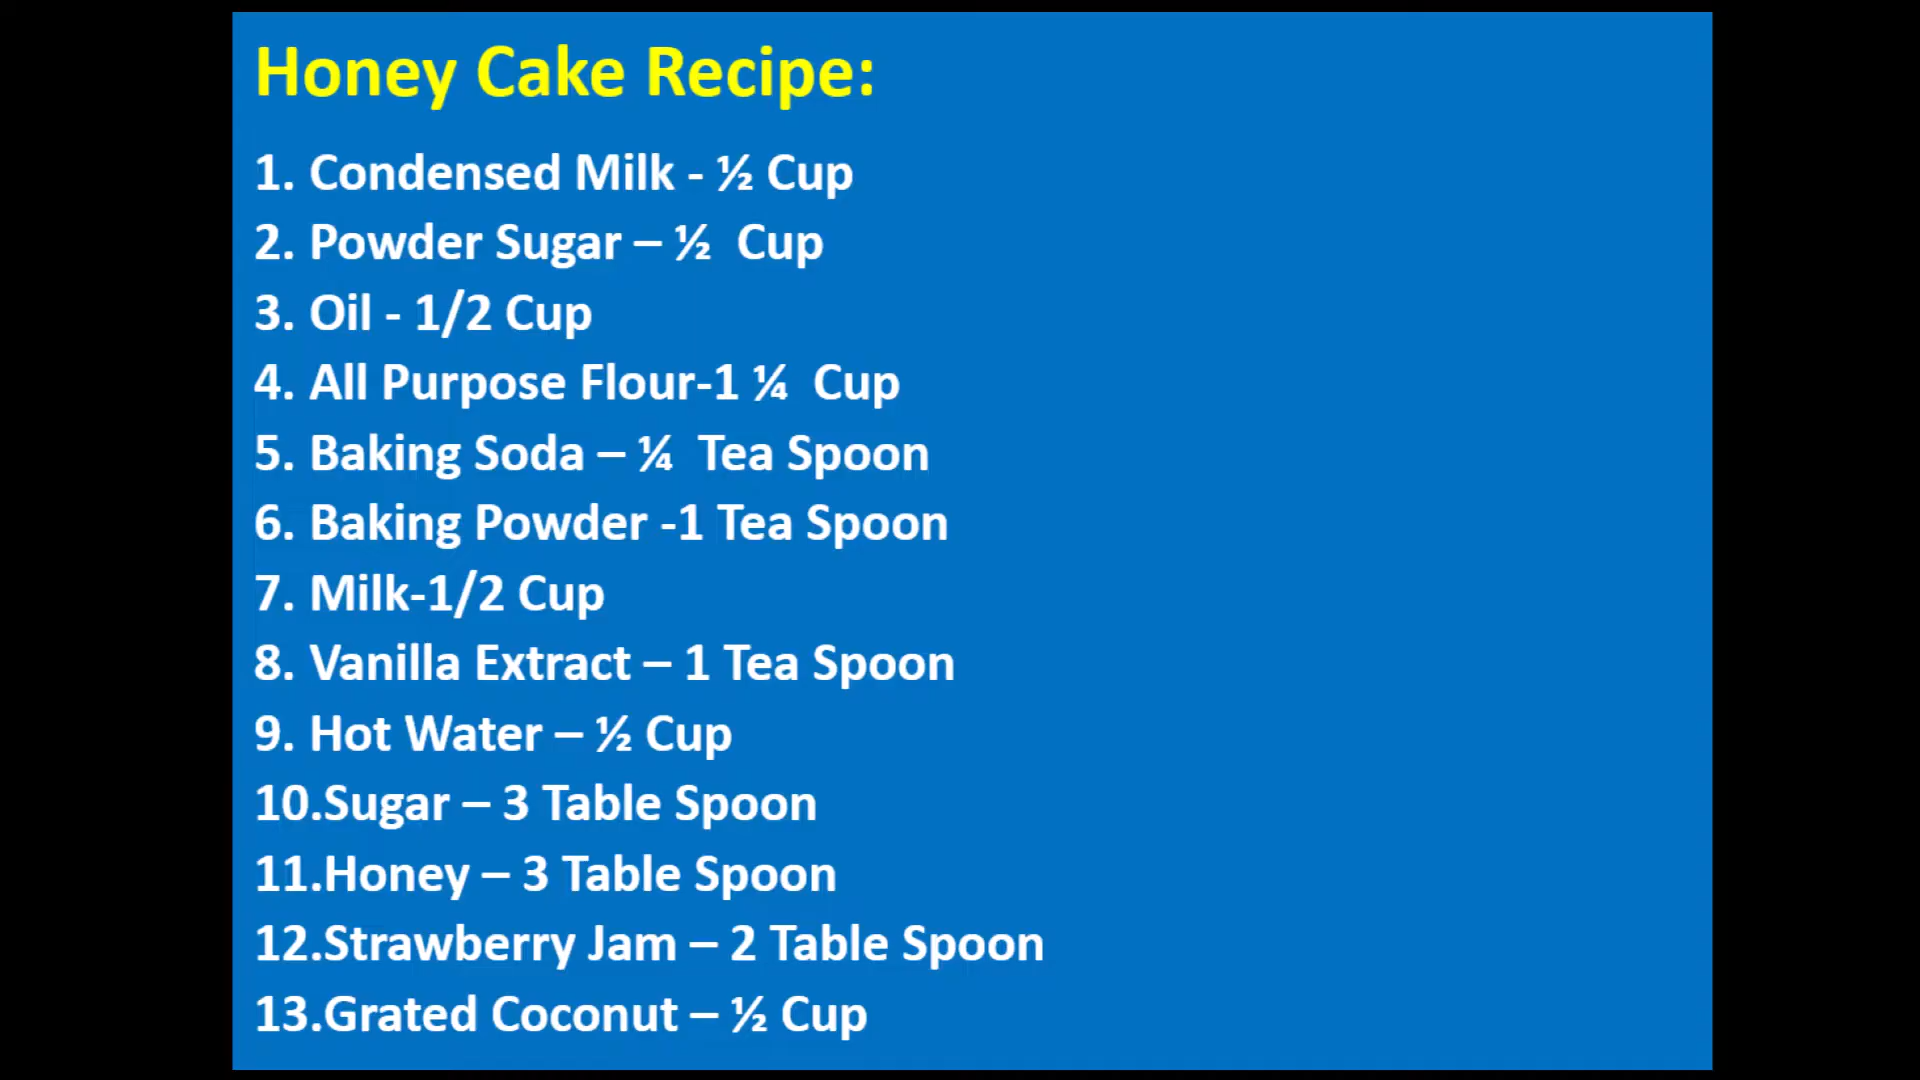 Honey Cake Recipe:
1. Condensed Milk - ½ Cup
2. Powder Sugar – ½ Cup
3. Oil - 1/2 Cup
4. All Purpose Flour-1 ¼ Cup
5. Baking Soda – ¼ Tea Spoon
6. Baking Powder -1 Tea Spoon
7. Milk-1/2 Cup
8. Vanilla Extract – 1 Tea Spoon
9. Hot Water – ½ Cup
10.Sugar – 3 Table Spoon
11.Honey – 3 Table Spoon
12.Strawberry Jam – 2 Table Spoon
13.Grated Coconut – ½ Cup